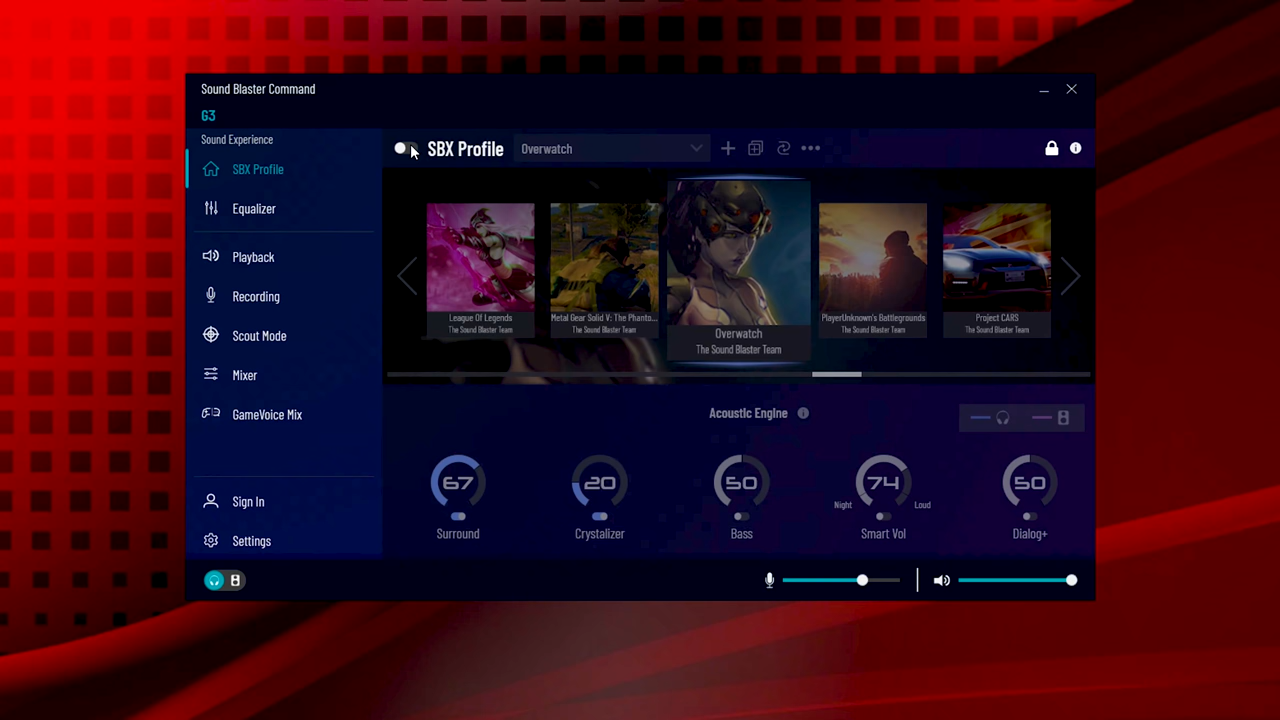 Sound Blaster Command
G3
Sound Experience
SBX Profile
Equalizer
Playback
Recording
Scout Mode
Mixer
GameVoice Mix
Sign In
Settings
SBX Profile
Overwatch
League Of Legends
The Sound Blaster Team
Metal Gear Solid V: The Phanto...
The Sound Blaster Team
Overwatch
The Sound Blaster Team
PlayerUnknown's Battlegrounds
The Sound Blaster Team
Project CARS
The Sound Blaster Team
Acoustic Engine
67
Surround
20
Crystalizer
50
Bass
74
Night
Loud
Smart Vol
50
Dialog+